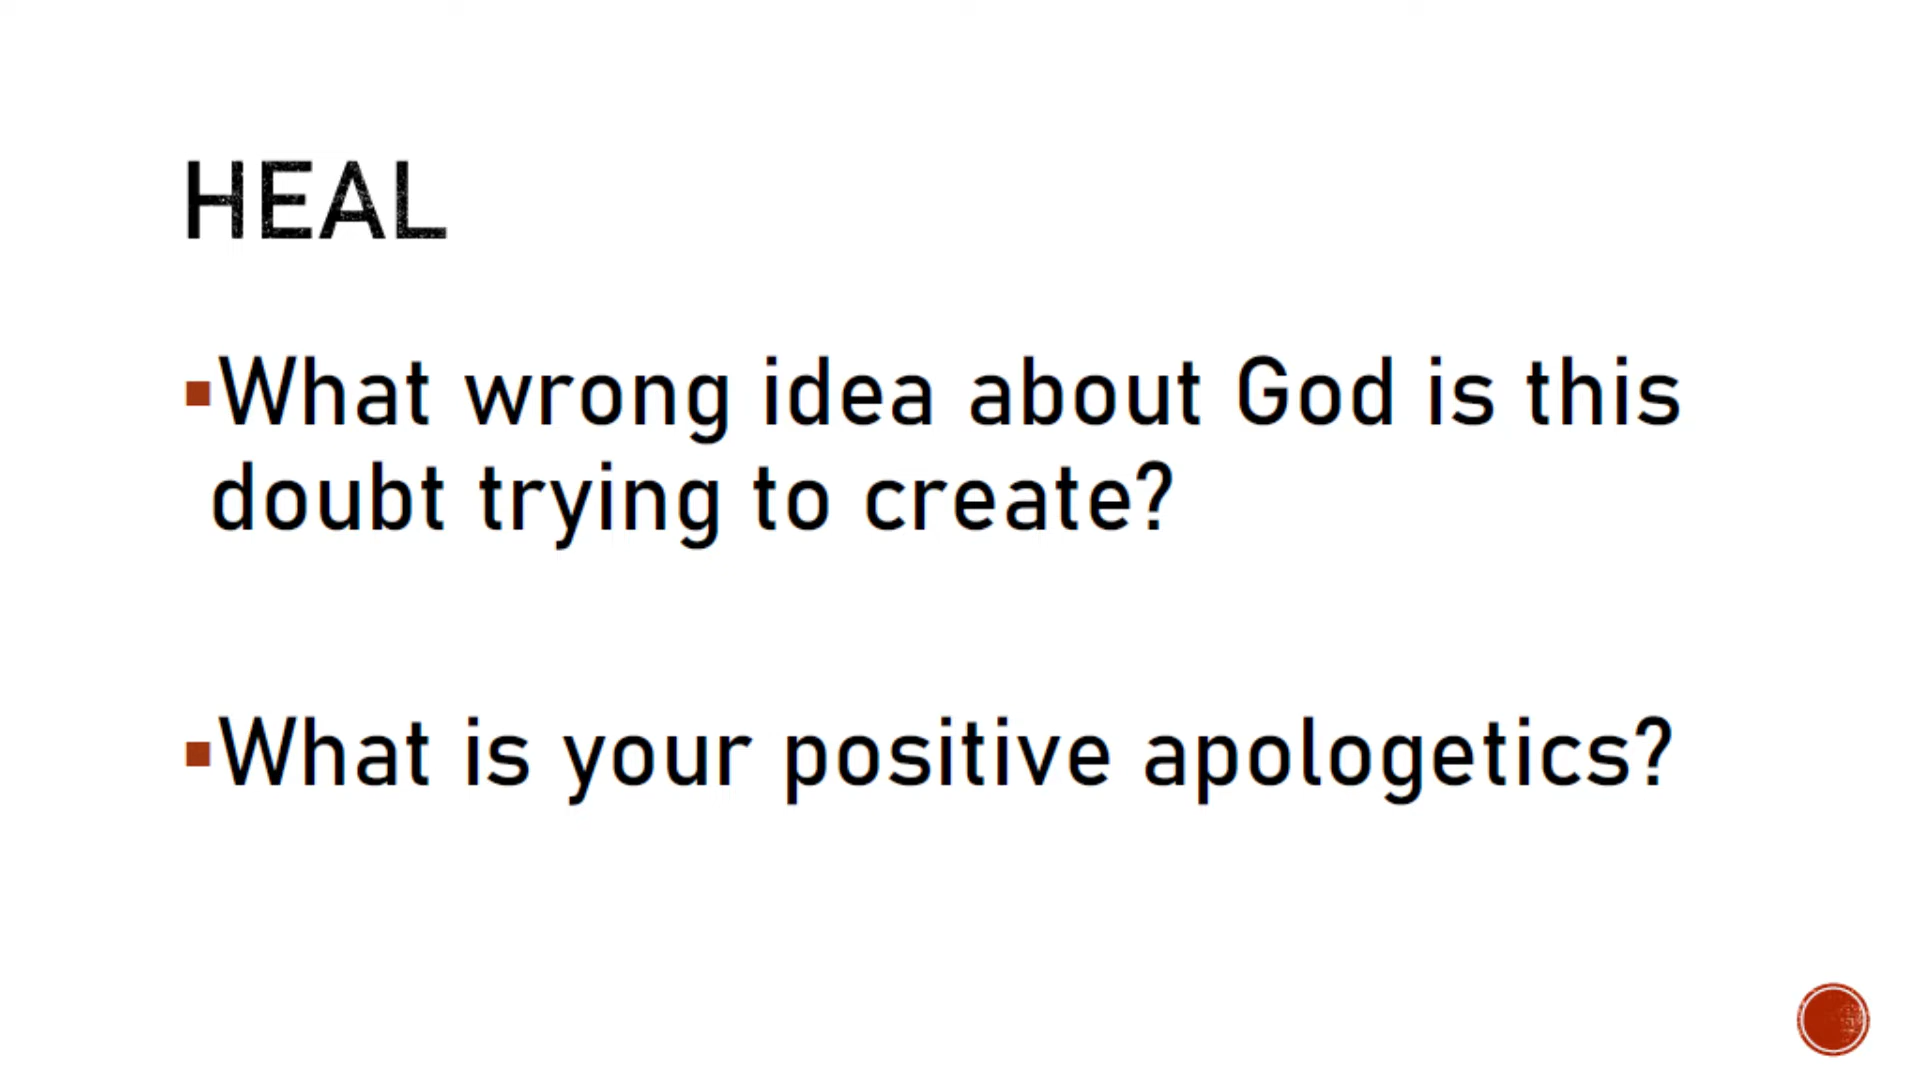 HEAL
▪What wrong idea about God is this
doubt trying to create?
▪What is your positive apologetics?